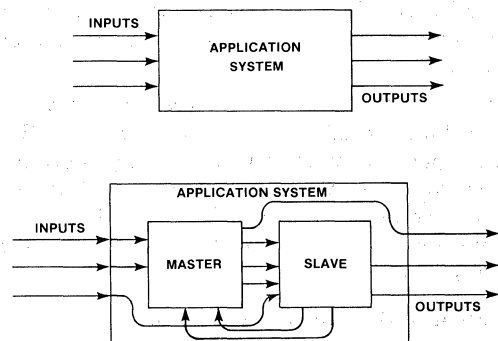 INPUTS
APPLICATION
SYSTEM
OUTPUTS
APPLICATION SYSTEM
INPUTS
MASTER
SLAVE
OUTPUTS